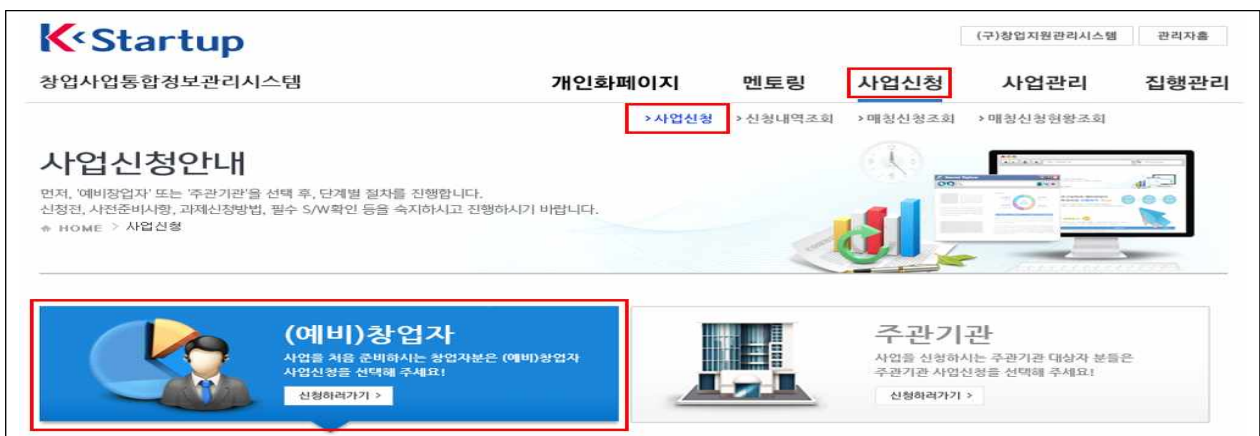 K Startup
(구)창업지원관리시스템 관리자홈
창업사업통합정보관리시스템 개인화페이지 멘토링 사업신청 사업관리 집행관리
>사업신청 >신청내역조회 >매칭신청조회 >매칭신청현황조회
사업신청안내
먼저, '예비창업자' 또는 '주관기관'을 선택 후, 단계별 절차를 진행합니다.
신청전, 사전준비사항, 과제신청방법, 필수 S/W확인 등을 숙지하시고 진행하시기 바랍니다.
HOME > 사업신청
(예비)창업자
사업을 처음 준비하시는 창업자분은 (예비)창업자
사업신청을 선택해 주세요!
신청하러가기 >
주관기관
사업을 신청하시는 주관기관 대상자 분들은
주관기관 사업신청을 선택해 주세요!
신청하러가기 >